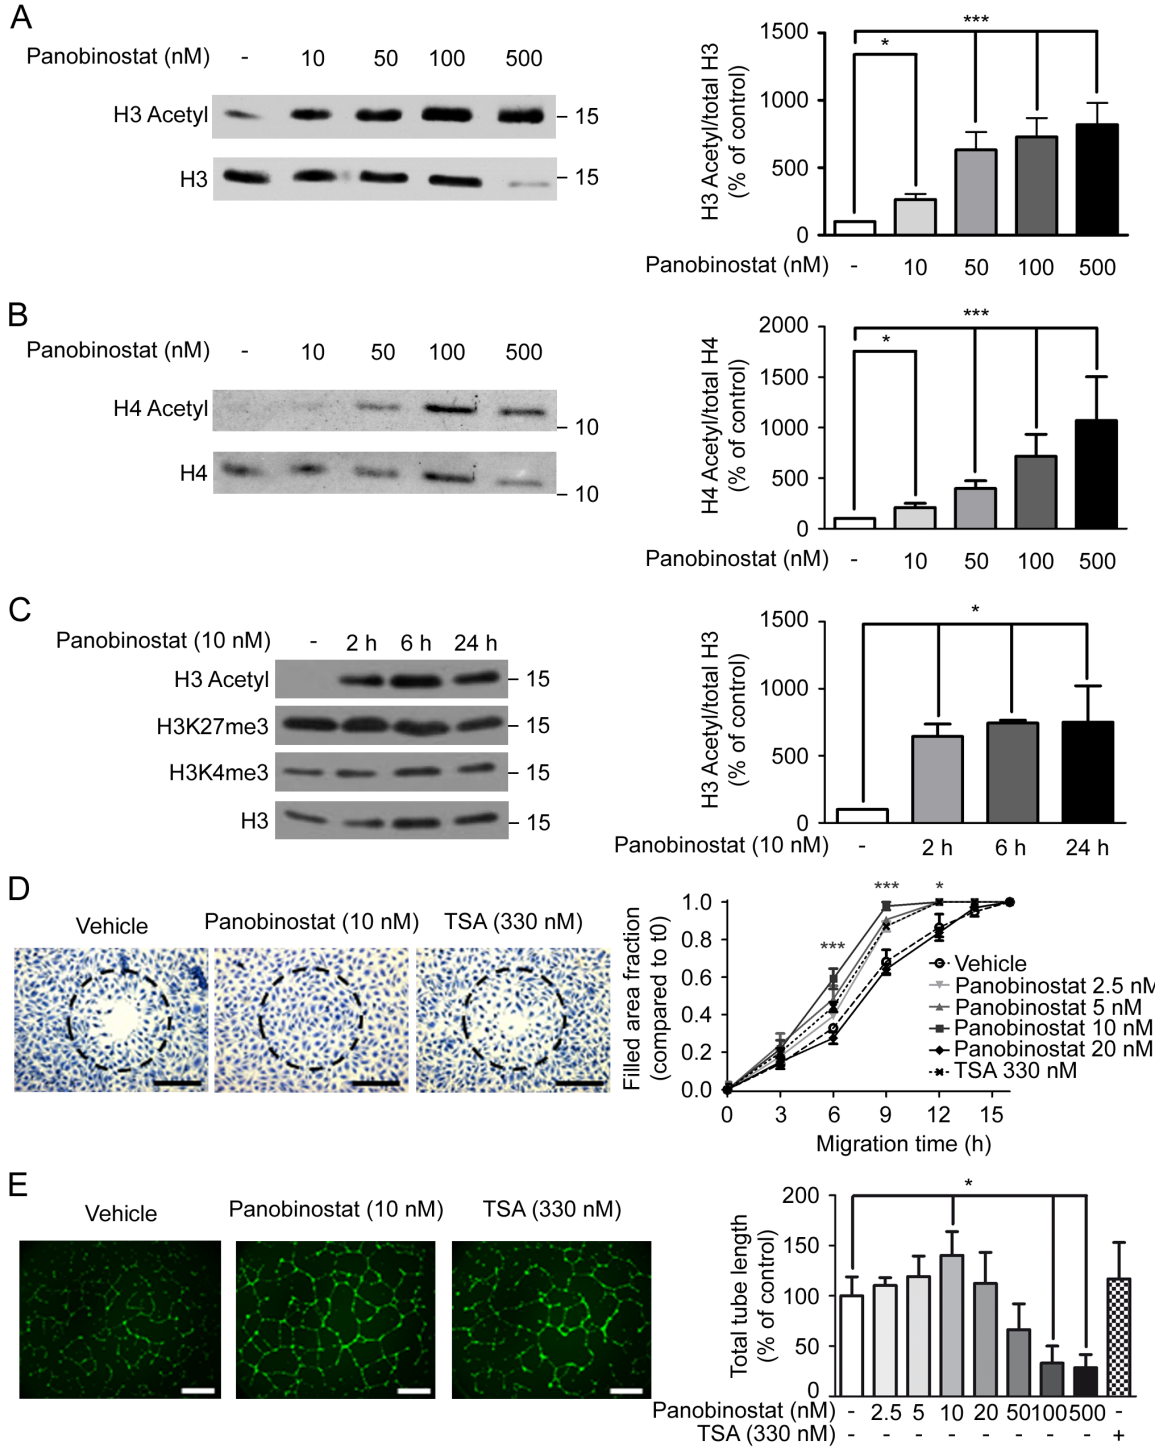 A
Panobinostat (nM) - 10 50 100 500
H3 Acetyl - 15
H3 - 15
H3 Acetyl/total H3
(% of control)
1500
1000
500
0
***
*
Panobinostat (nM) - 10 50 100 500
B
Panobinostat (nM) - 10 50 100 500
H4 Acetyl - 10
H4 - 10
H4 Acetyl/total H4
(% of control)
2000
1500
1000
500
0
***
*
Panobinostat (nM) - 10 50 100 500
C
Panobinostat (10 nM) - 2 h 6 h 24 h
H3 Acetyl - 15
H3K27me3 - 15
H3K4me3 - 15
H3 - 15
H3 Acetyl/total H3
(% of control)
1500
1000
500
0
*
Panobinostat (10 nM) - 2 h 6 h 24 h
D
Vehicle Panobinostat (10 nM) TSA (330 nM)
Filled area fraction
(compared to t0)
1.0
0.8
0.6
0.4
0.2
0.0
*** *** *
Vehicle
Panobinostat 2.5 nM
Panobinostat 5 nM
Panobinostat 10 nM
Panobinostat 20 nM
TSA 330 nM
0 3 6 9 12 15
Migration time (h)
E
Vehicle Panobinostat (10 nM) TSA (330 nM)
Total tube length
(% of control)
200
150
100
50
0
*
Panobinostat (nM) - 2.5 5 10 20 50 100 500 -
TSA (330 nM) - - - - - - - - +